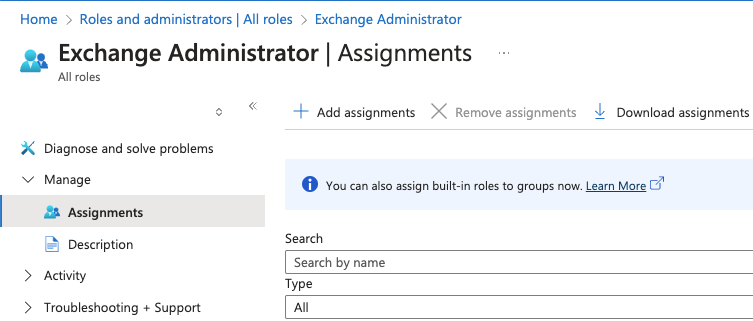 Home > Roles and administrators | All roles > Exchange Administrator
Exchange Administrator | Assignments ...
All roles
Add assignments Remove assignments Download assignments
Diagnose and solve problems
Manage
You can also assign built-in roles to groups now. Learn More
Assignments
Description
Search
Search by name
Activity
Type
All
Troubleshooting + Support